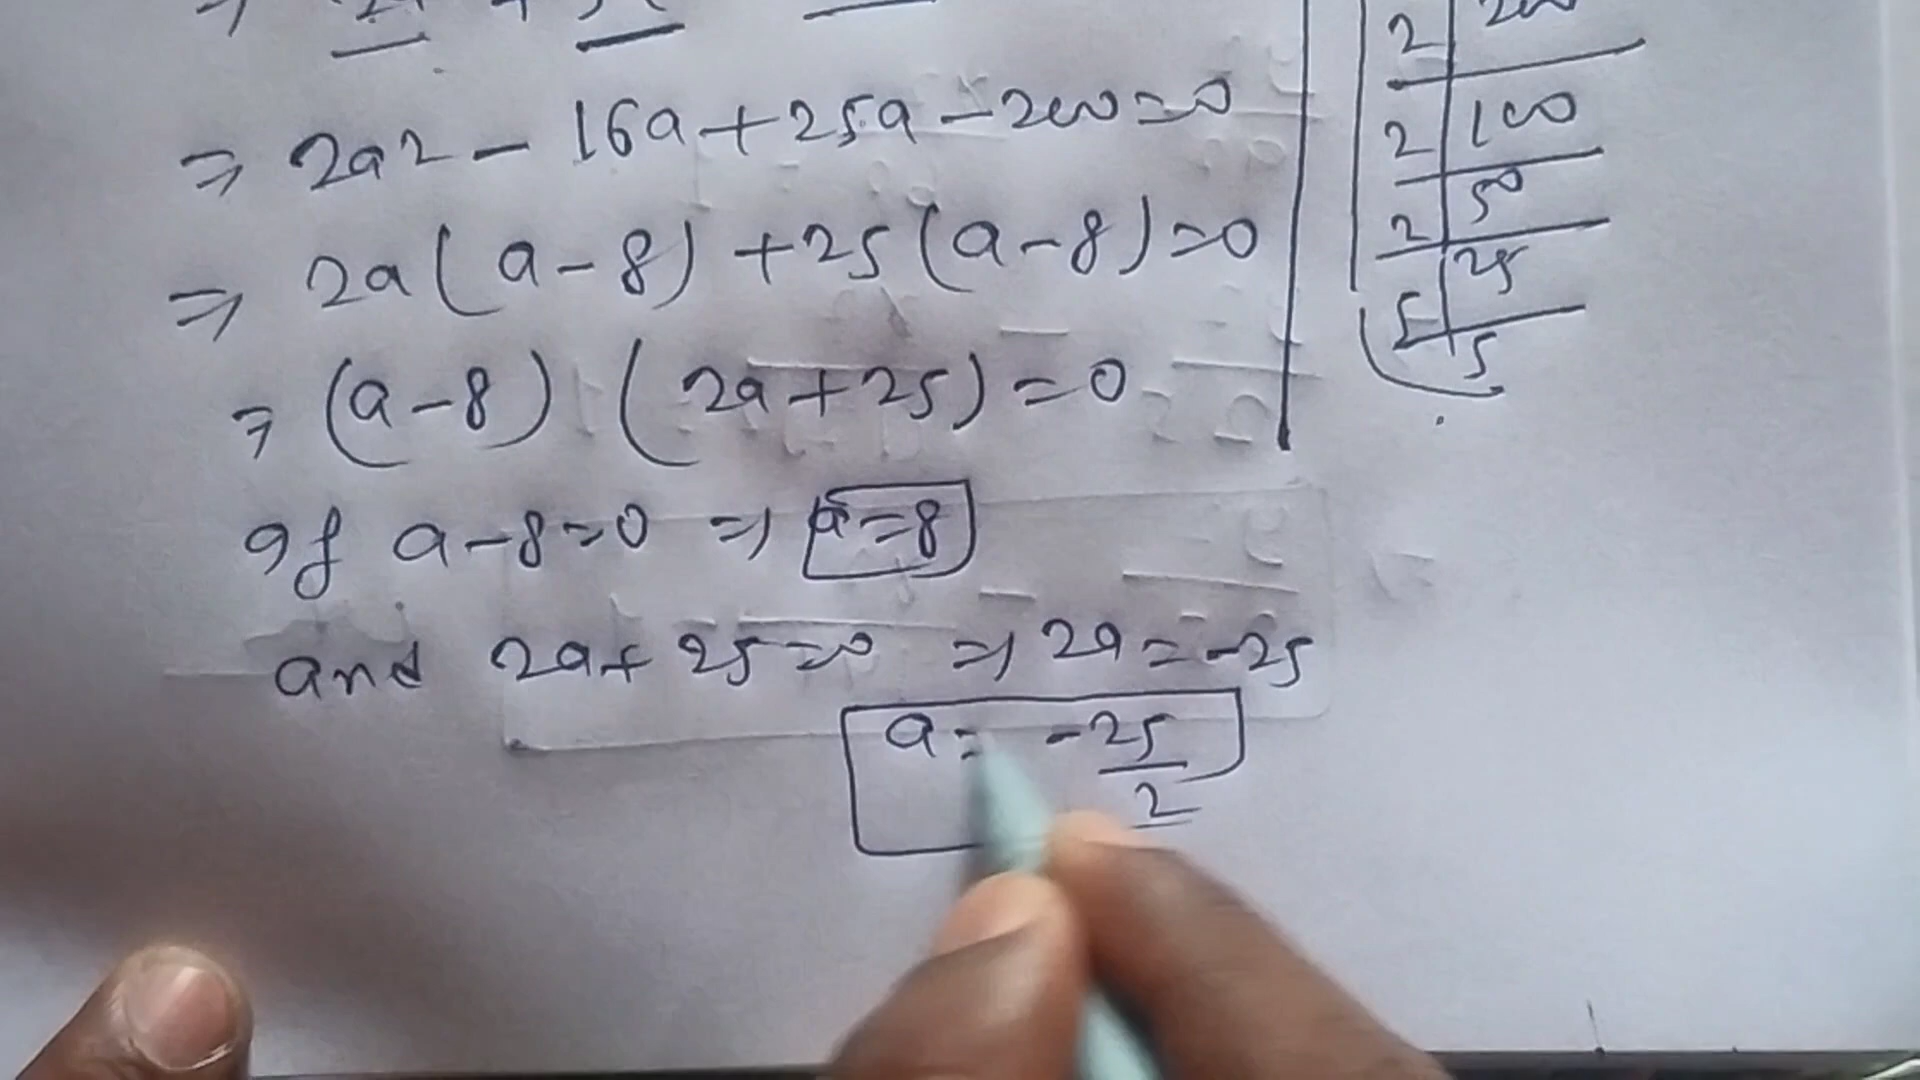 ⇒ 2a2 - 16a + 25a - 200 = 0
⇒ 2a(a - 8) + 25(a - 8) = 0
⇒ (a - 8) (2a + 25) = 0
If a - 8 = 0 ⇒ a = 8
and 2a + 25 = 0 ⇒ 2a = -25
a = -25/2
2 | 200
2 | 100
2 | 50
5 | 25
5